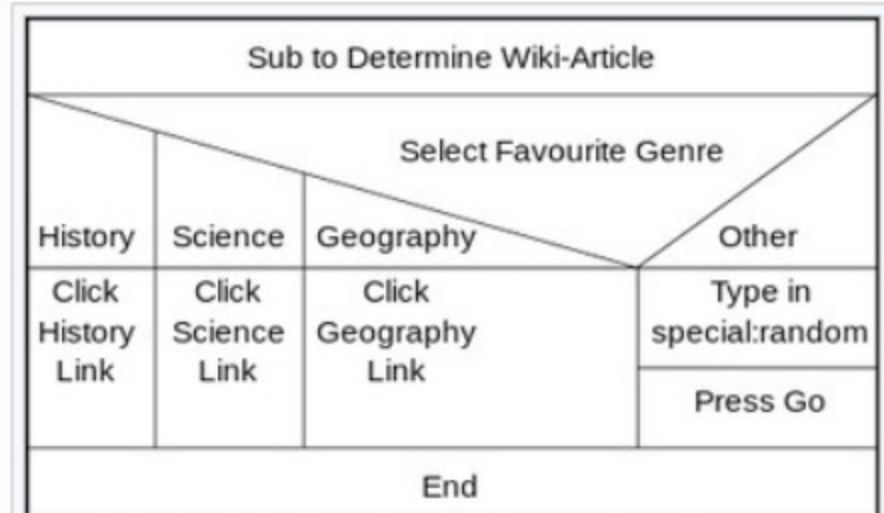 Sub to Determine Wiki-Article
Select Favourite Genre
History
Science
Geography
Other
Click
History
Link
Click
Science
Link
Click
Geography
Link
Type in
special:random
Press Go
End